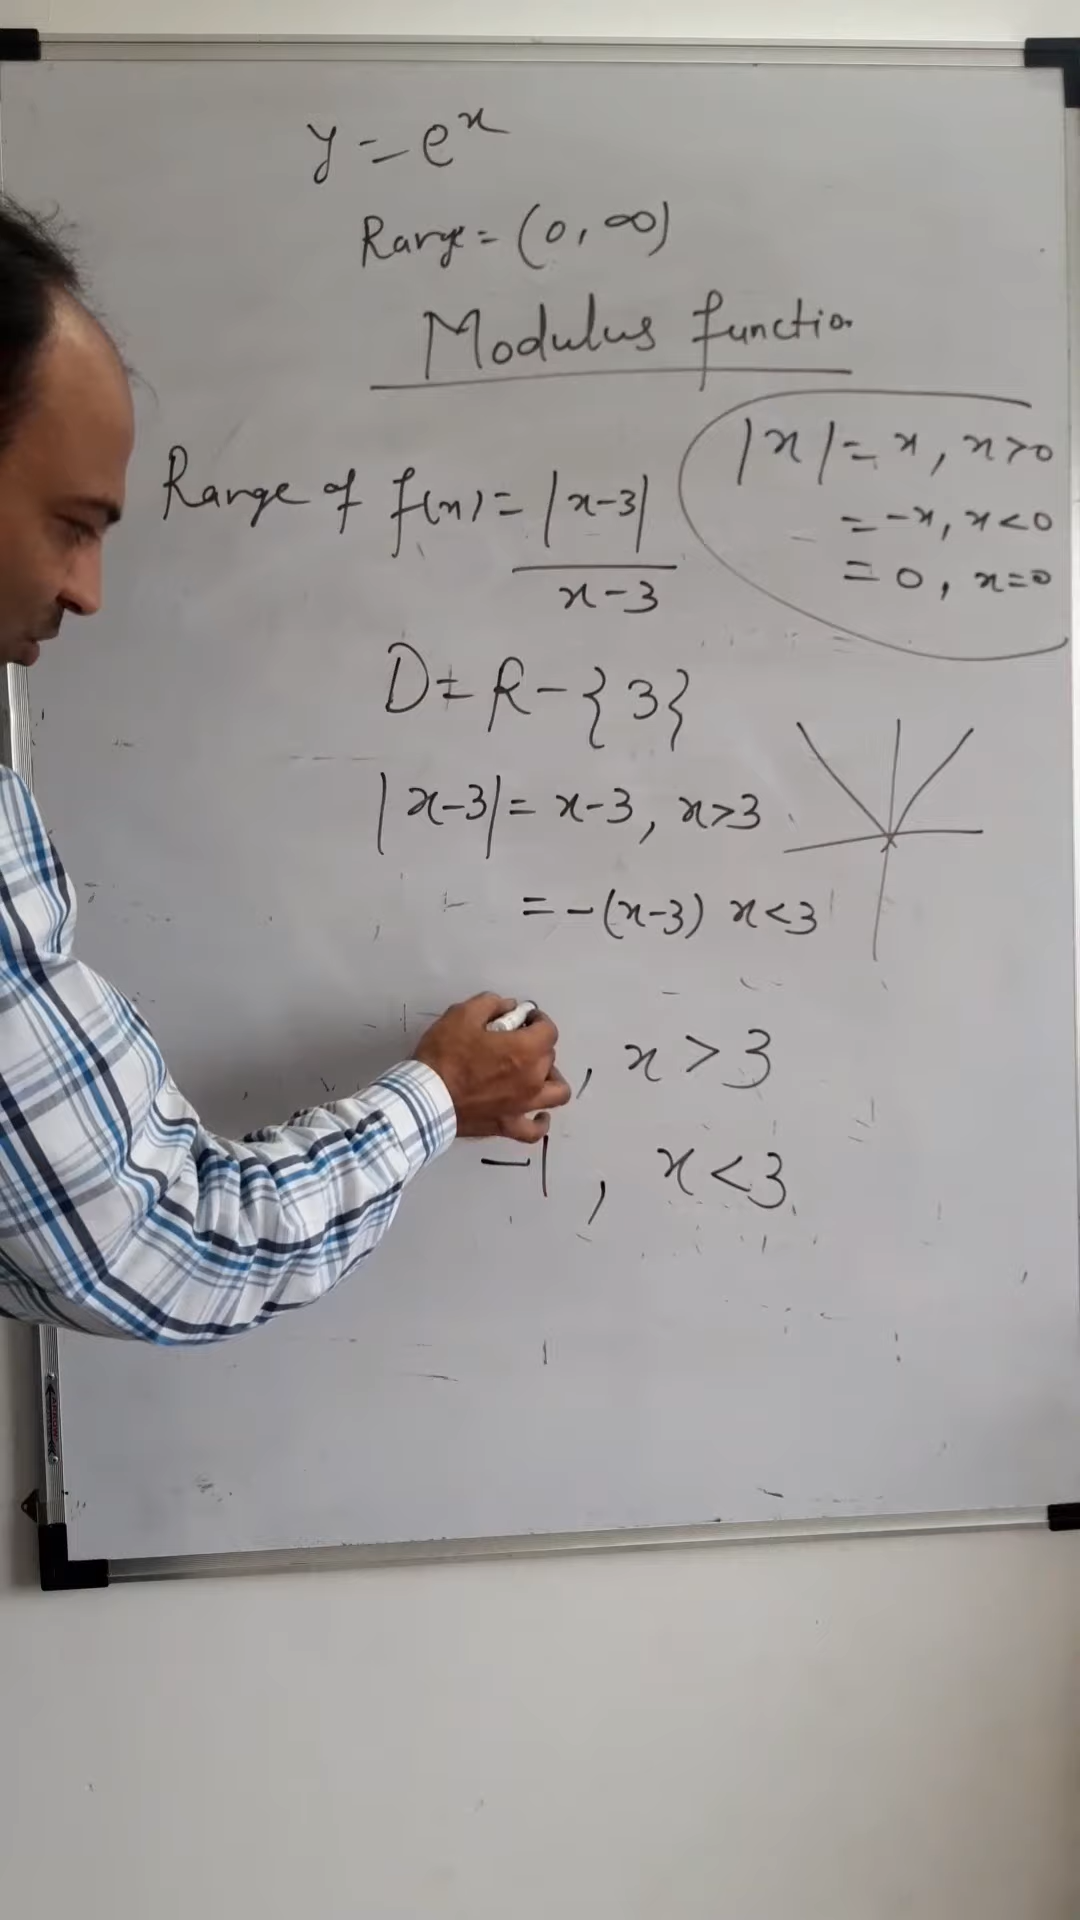 y = e^x
Range = (0, ∞)
Modulus functio
|x| = x, x>0
= -x, x<0
= 0, x=0
Range of f(x) = |x-3|
x-3
D = R - {3}
|x-3| = x-3, x>3
= -(x-3) x<3
, x > 3
-1 , x < 3